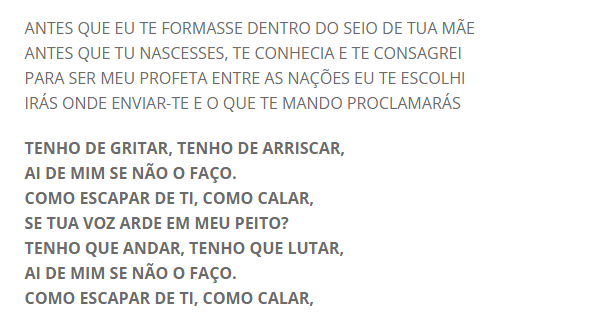 ANTES QUE EU TE FORMASSE DENTRO DO SEIO DE TUA MÃE
ANTES QUE TU NASCESSES, TE CONHECIA E TE CONSAGREI
PARA SER MEU PROFETA ENTRE AS NAÇÕES EU TE ESCOLHI
IRÁS ONDE ENVIAR-TE E O QUE TE MANDO PROCLAMARÁS
TENHO DE GRITAR, TENHO DE ARRISCAR,
AI DE MIM SE NÃO O FAÇO.
COMO ESCAPAR DE TI, COMO CALAR,
SE TUA VOZ ARDE EM MEU PEITO?
TENHO QUE ANDAR, TENHO QUE LUTAR,
AI DE MIM SE NÃO O FAÇO.
COMO ESCAPAR DE TI, COMO CALAR,